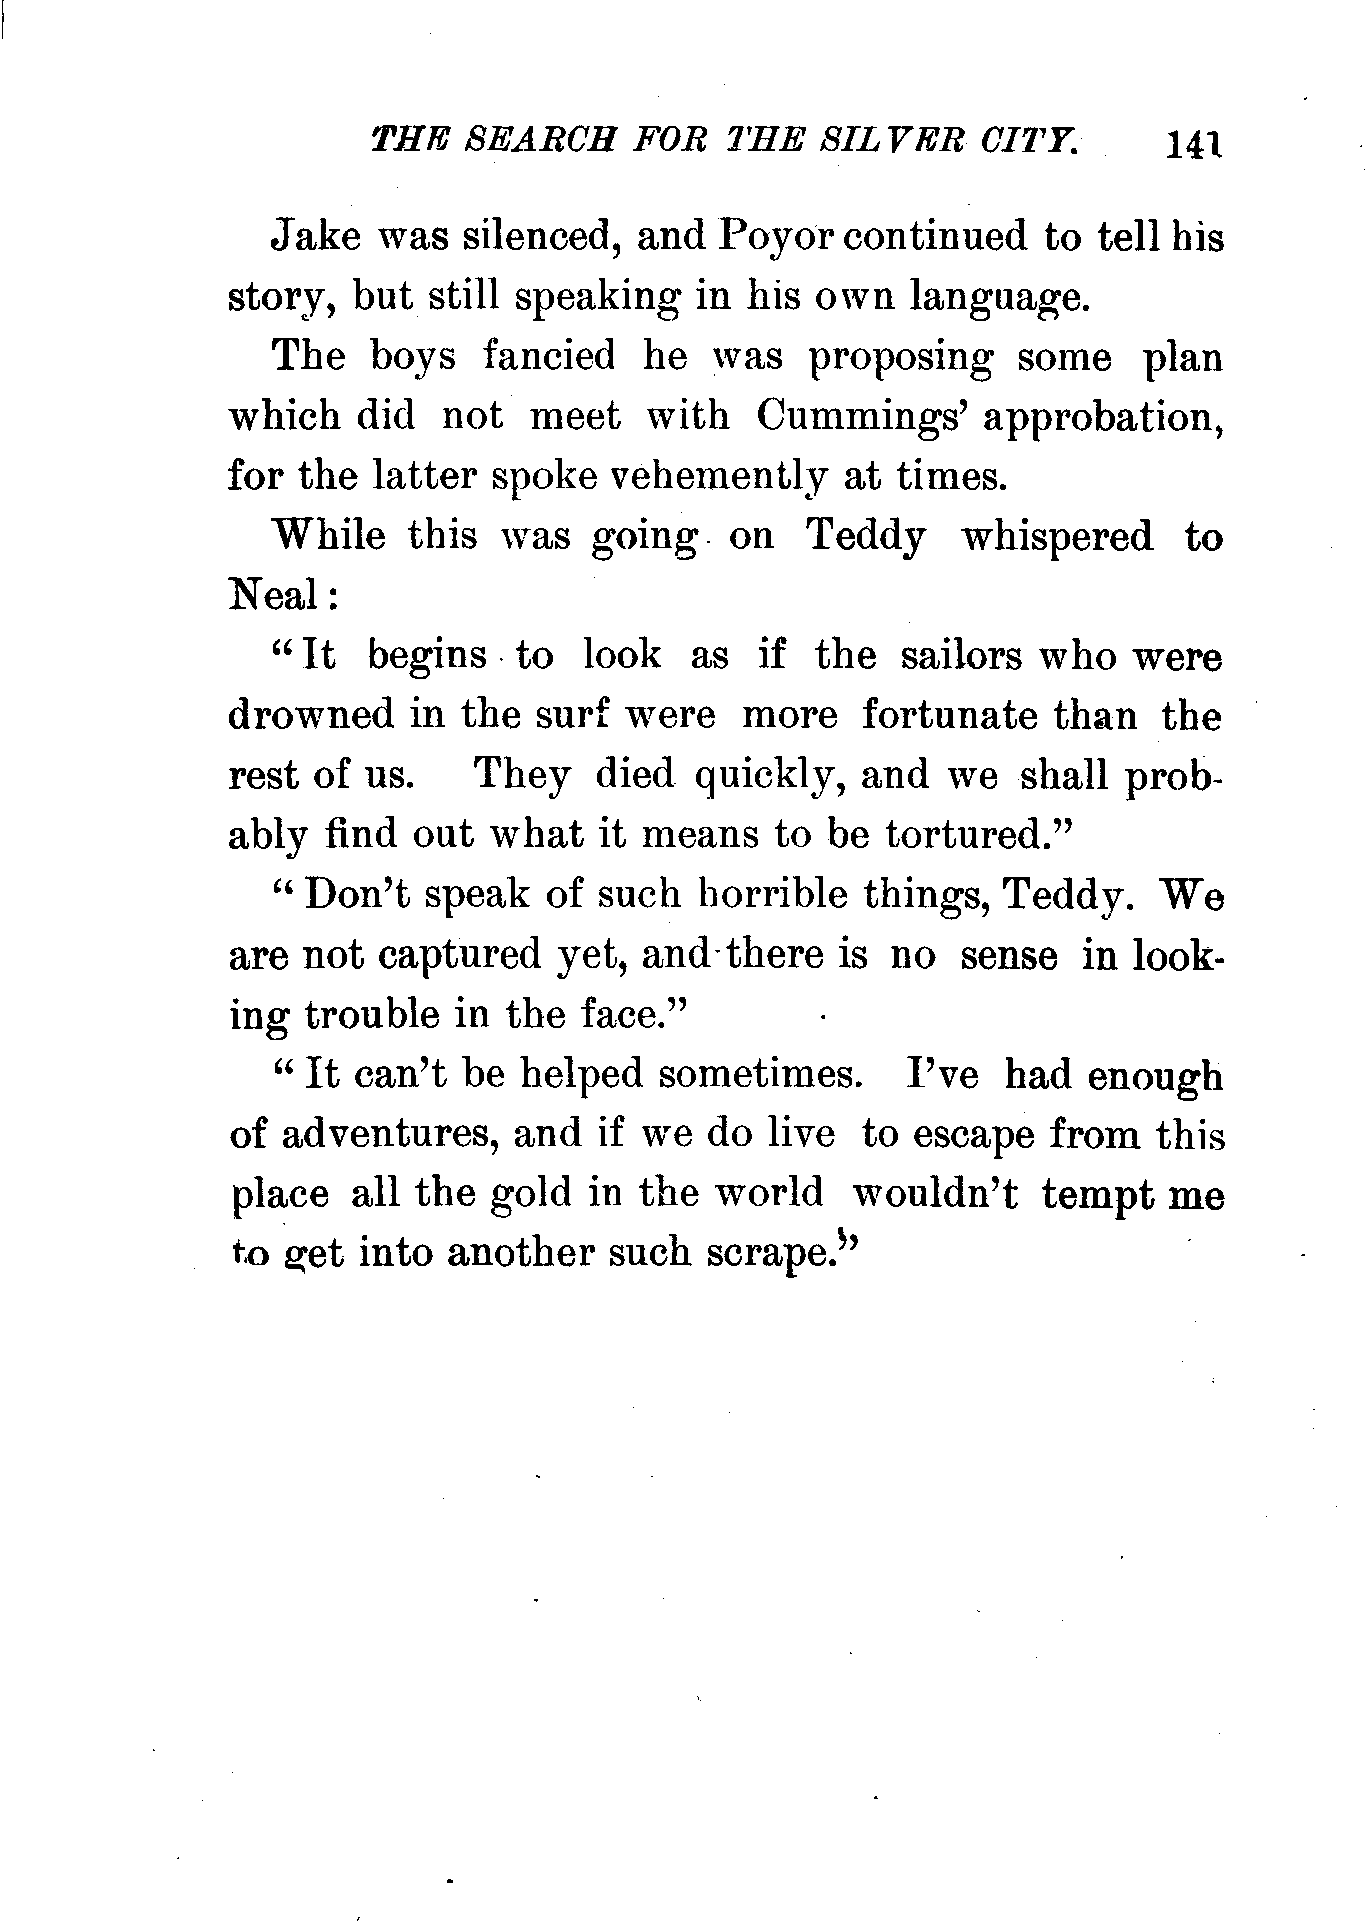 THE SEARCH FOR THE SILVER CITY. 141
Jake was silenced, and Poyor continued to tell his
story, but still speaking in his own language.
The boys fancied he was proposing some plan
which did not meet with Cummings’ approbation,
for the latter spoke vehemently at times.
While this was going on Teddy whispered to
Neal:
“It begins to look as if the sailors who were
drowned in the surf were more fortunate than the
rest of us. They died quickly, and we shall prob-
ably find out what it means to be tortured.”
“Don’t speak of such horrible things, Teddy. We
are not captured yet, and there is no sense in look-
ing trouble in the face.”
“It can’t be helped sometimes. I’ve had enough
of adventures, and if we do live to escape from this
place all the gold in the world wouldn’t tempt me
to get into another such scrape.”